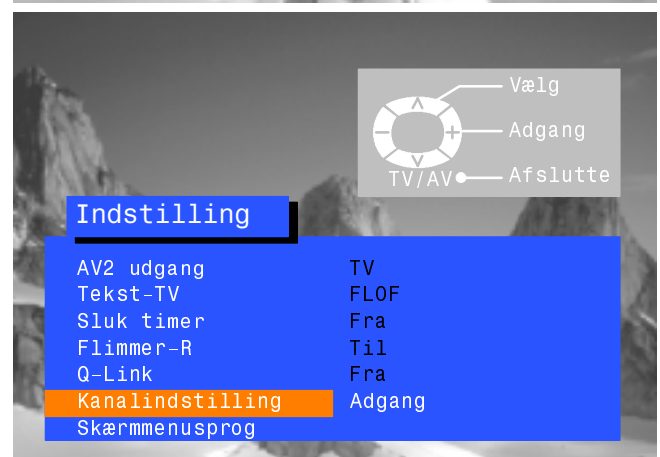 Vælg
Adgang
TV/AV Afslutte
Indstilling
AV2 udgang TV
Tekst-TV FLOF
Sluk timer Fra
Flimmer-R Til
Q-Link Fra
Kanalindstilling Adgang
Skærmmenusprog